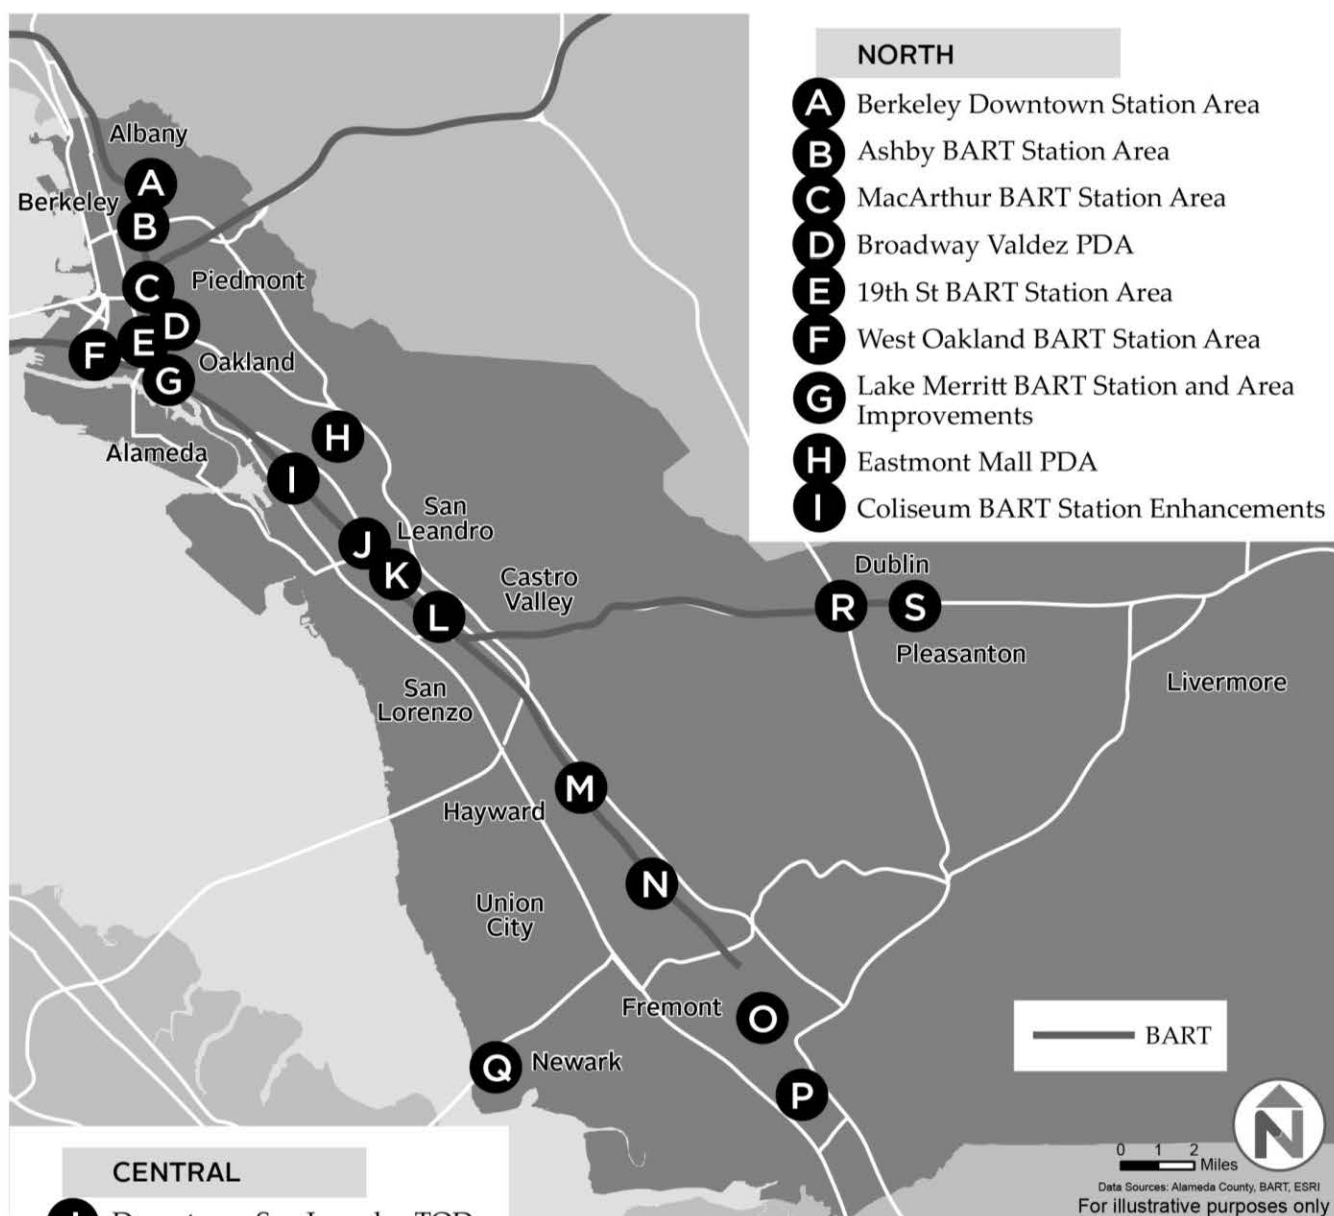 NORTH
A Berkeley Downtown Station Area
B Ashby BART Station Area
C MacArthur BART Station Area
D Broadway Valdez PDA
E 19th St BART Station Area
F West Oakland BART Station Area
G Lake Merritt BART Station and Area
Improvements
H Eastmont Mall PDA
I Coliseum BART Station Enhancements
Albany
A
Berkeley
B
C
Piedmont
D
E
F
Oakland
G
H
Alameda
I
San
Leandro
J
K
Castro
Valley
L
Dublin
R
S
Pleasanton
Livermore
San
Lorenzo
M
Hayward
N
Union
City
Fremont
O
BART
Q
Newark
P
N
0 1 2
Miles
Data Sources: Alameda County, BART, ESRI
For illustrative purposes only
CENTRAL